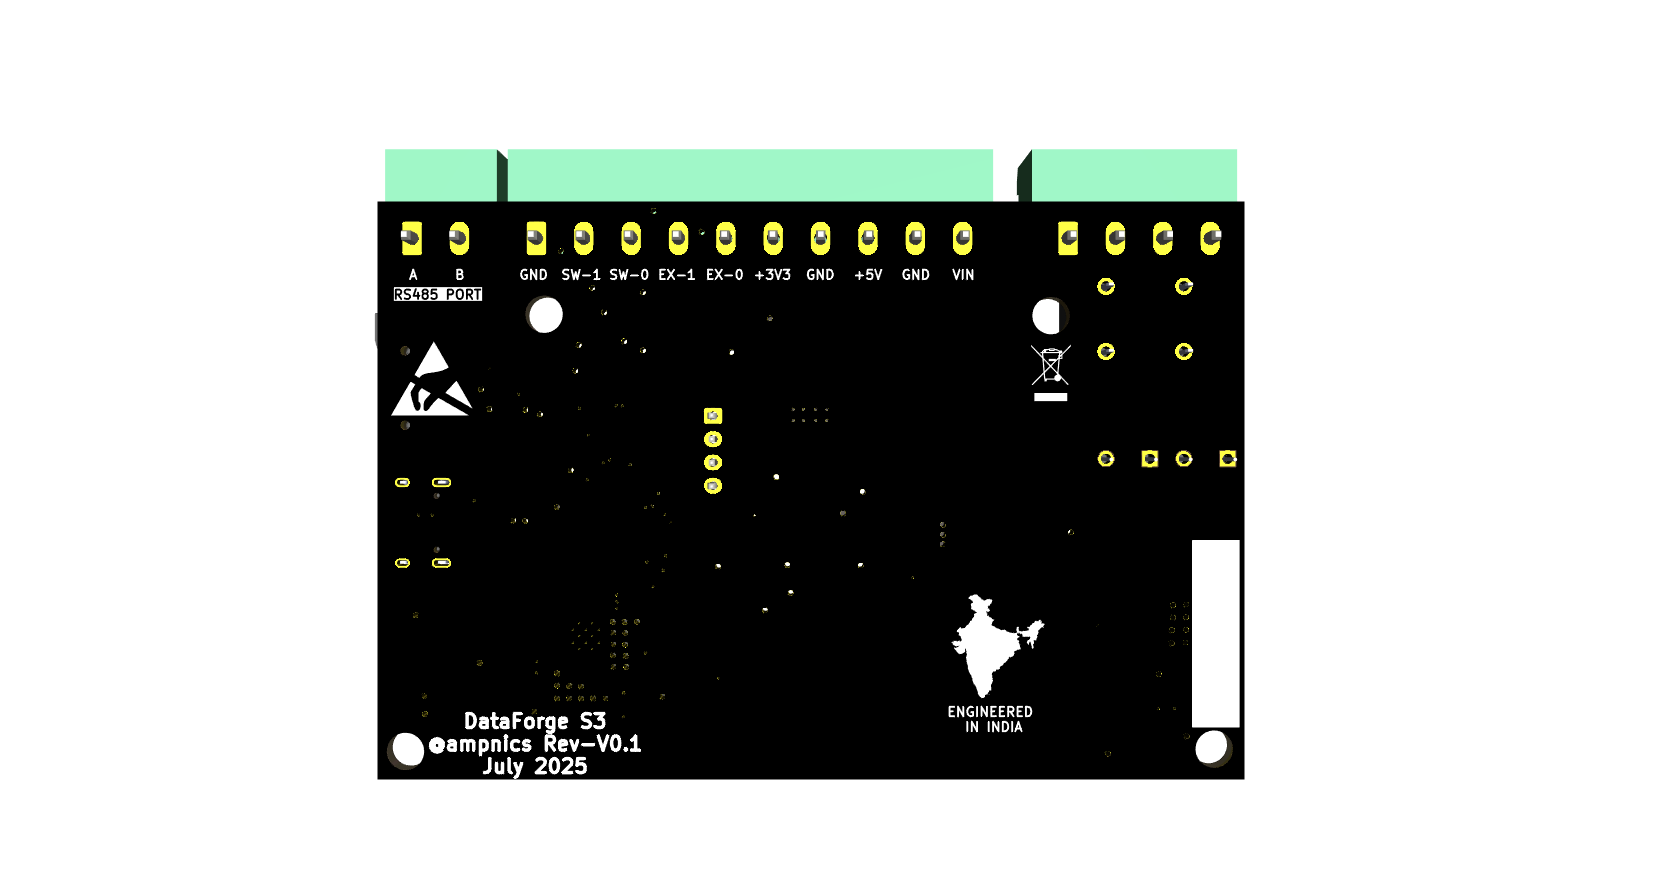 A B GND SW-1 SW-0 EX-1 EX-0 +3V3 GND +5V GND VIN
RS485 PORT
ENGINEERED
IN INDIA
DataForge S3
@ampnics Rev-V0.1
July 2025